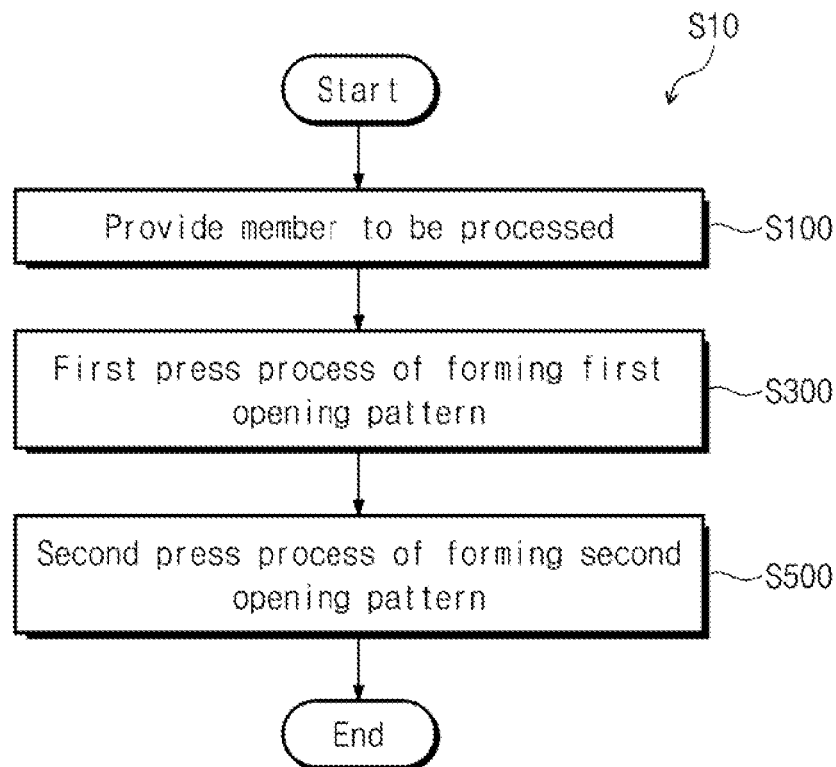 S10
Start
Provide member to be processed
S100
First press process of forming first
opening pattern
S300
Second press process of forming second
opening pattern
S500
End